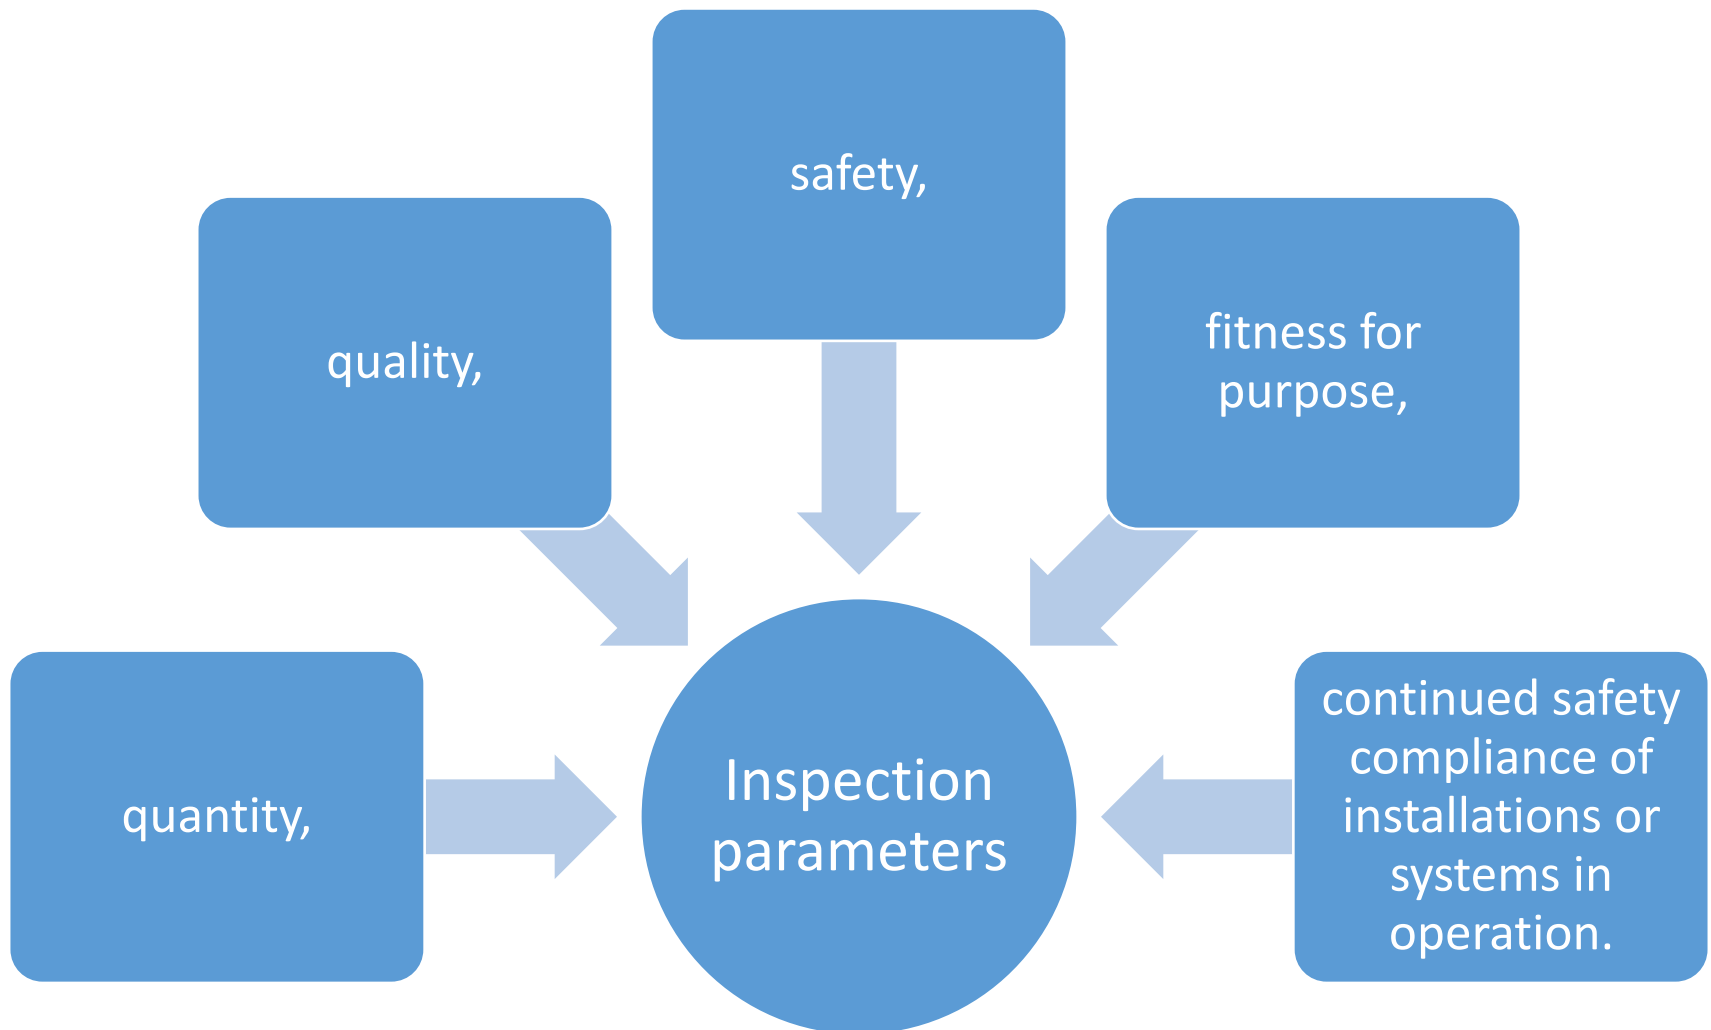 safety,
quality,
fitness for
purpose,
quantity,
Inspection
parameters
continued safety
compliance of
installations or
systems in
operation.